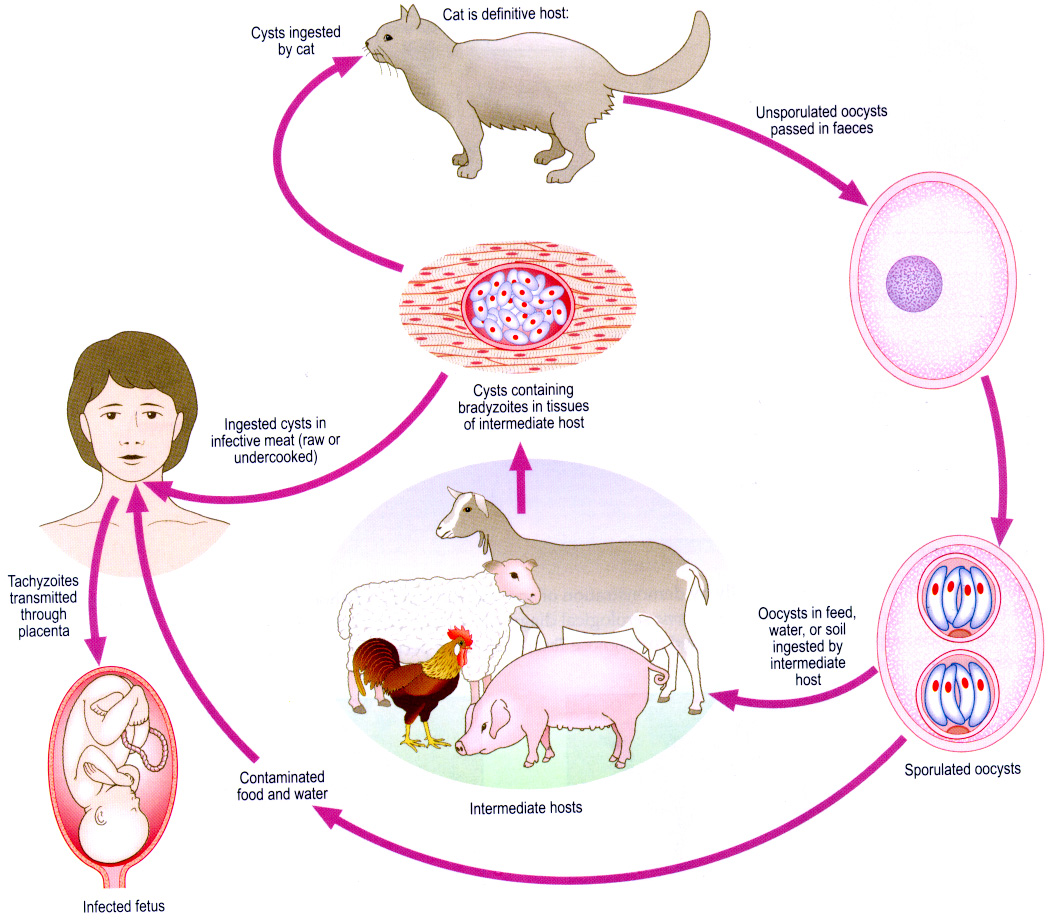 Cat is definitive host:
Cysts ingested
by cat
Unsporulated oocysts
passed in faeces
Cysts containing
bradyzoites in tissues
of intermediate host
Ingested cysts in
infective meat (raw or
undercooked)
Tachyzoites
transmitted
through
placenta
Oocysts in feed,
water, or soil
ingested by
intermediate
host
Sporulated oocysts
Contaminated
food and water
Intermediate hosts
Infected fetus